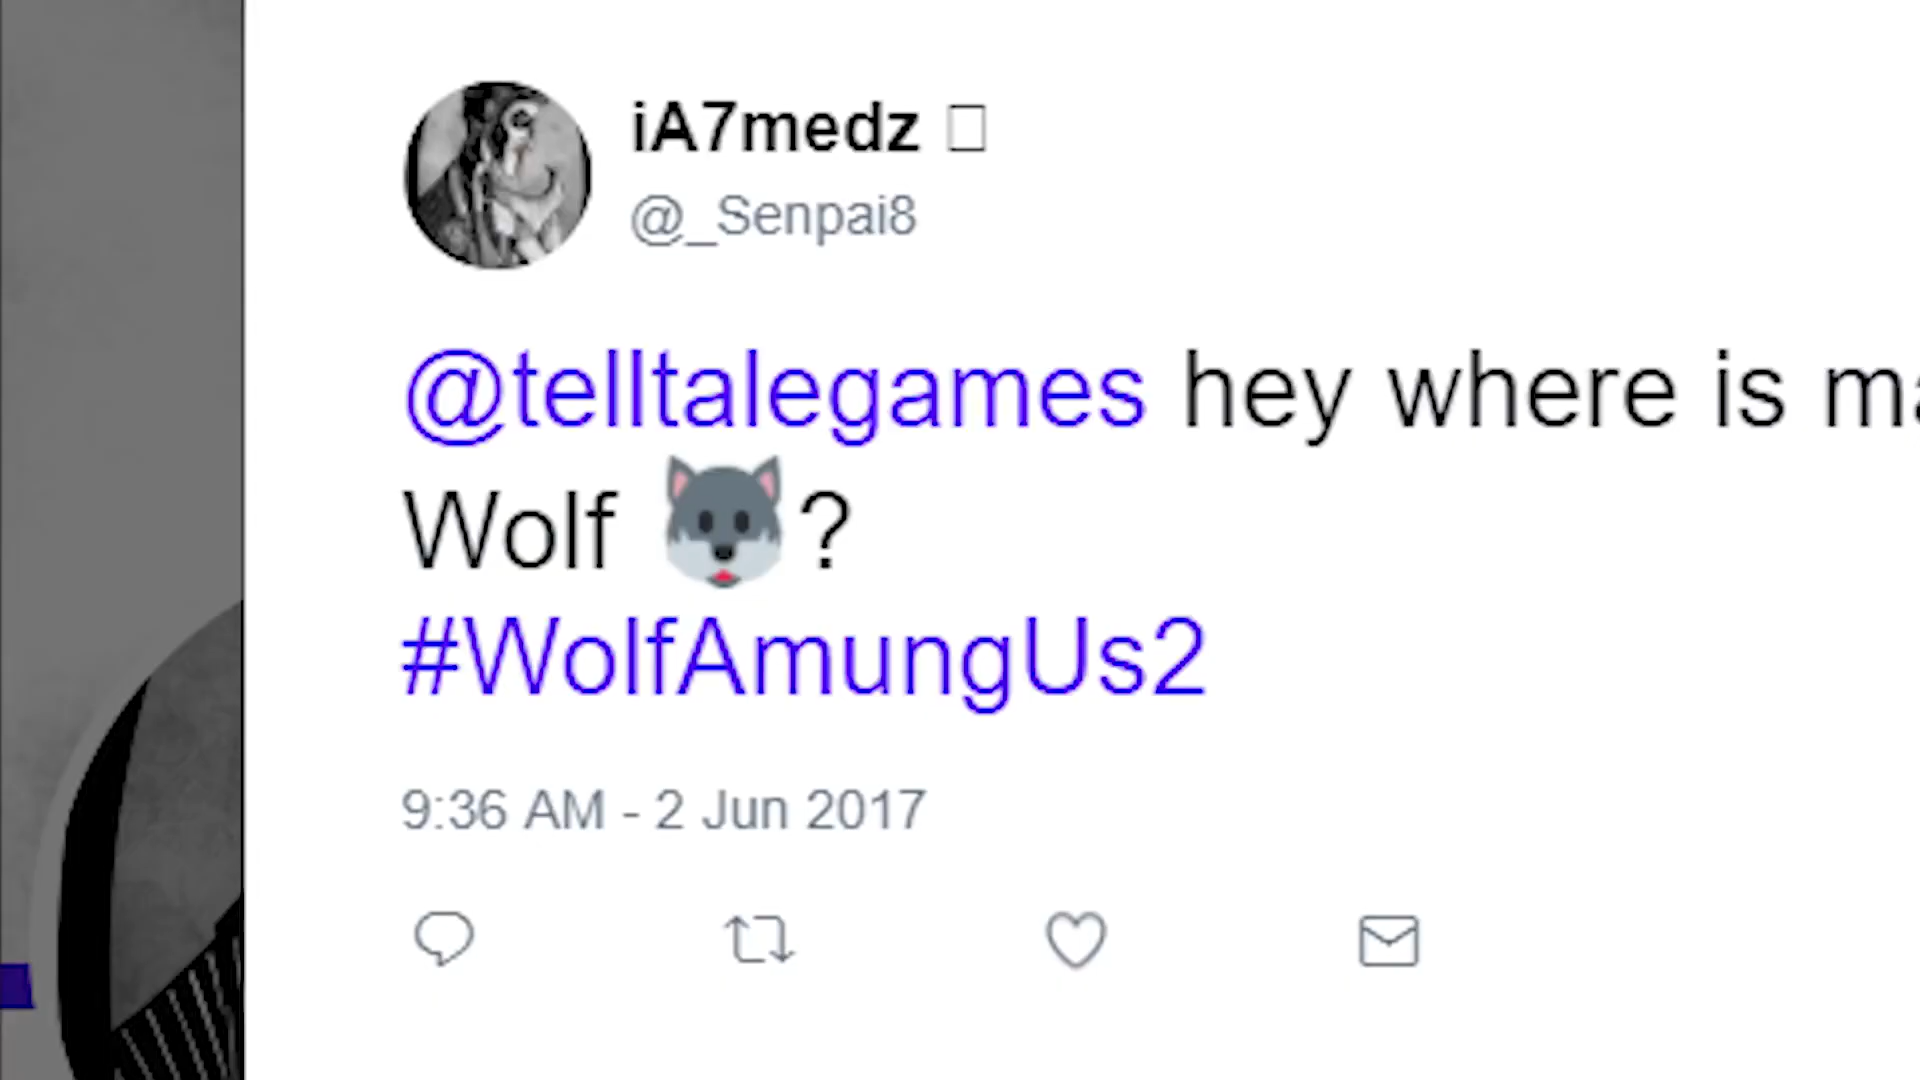 iA7medz
@_Senpai8
@telltalegames hey where is
Wolf 🐺?
#WolfAmungUs2
9:36 AM - 2 Jun 2017